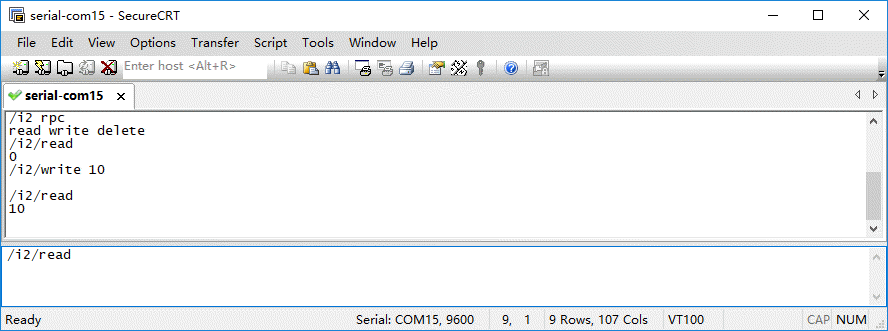 serial-com15 - SecureCRT
File Edit View Options Transfer Script Tools Window Help
Enter host <Alt+R>
serial-com15
/i2 rpc
read write delete
/i2/read
0
/i2/write 10
/i2/read
10
/i2/read
Ready Serial: COM15, 9600 9, 1 9 Rows, 107 Cols VT100 CAP NUM